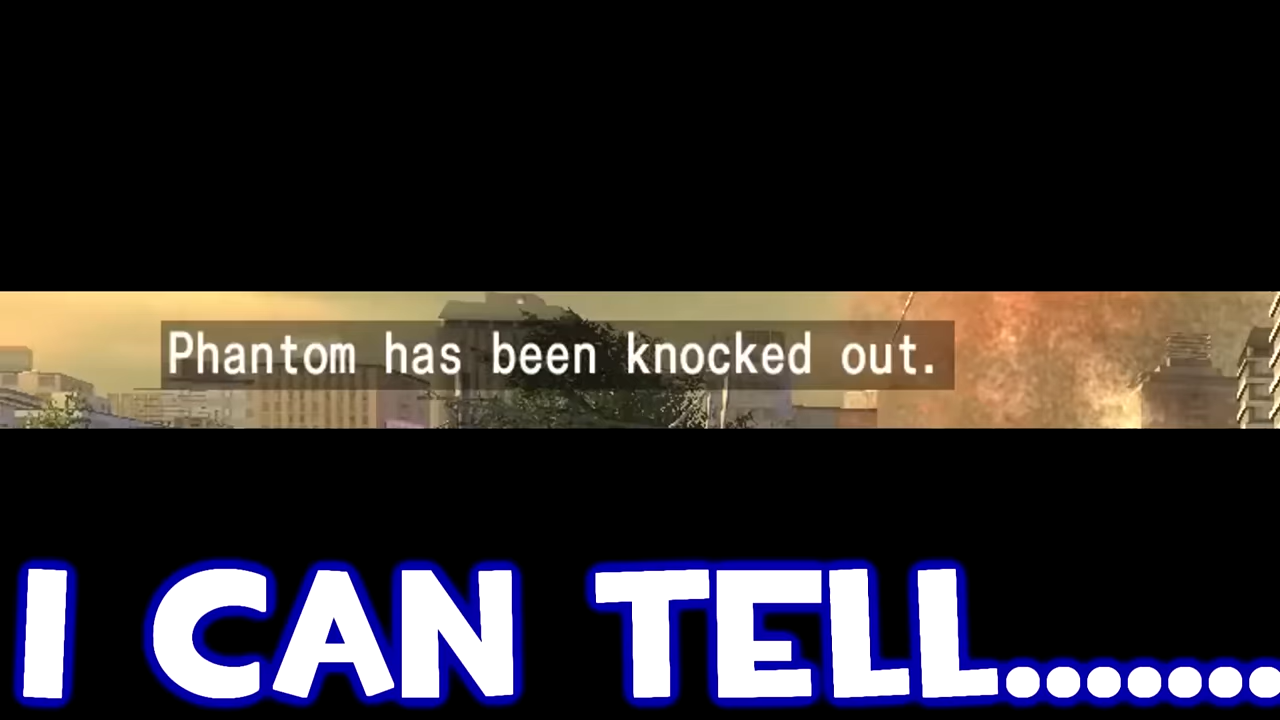 Phantom has been knocked out.
I CAN TELL.......